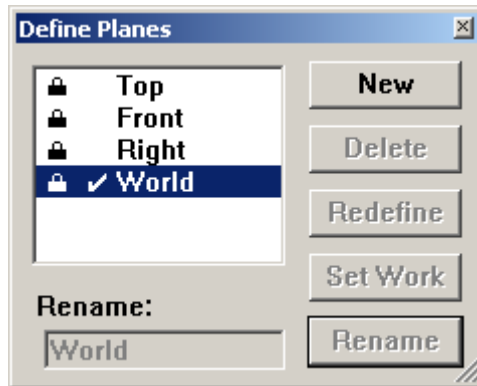 Define Planes
Top
Front
Right
World
New
Delete
Redefine
Set Work
Rename:
World
Rename